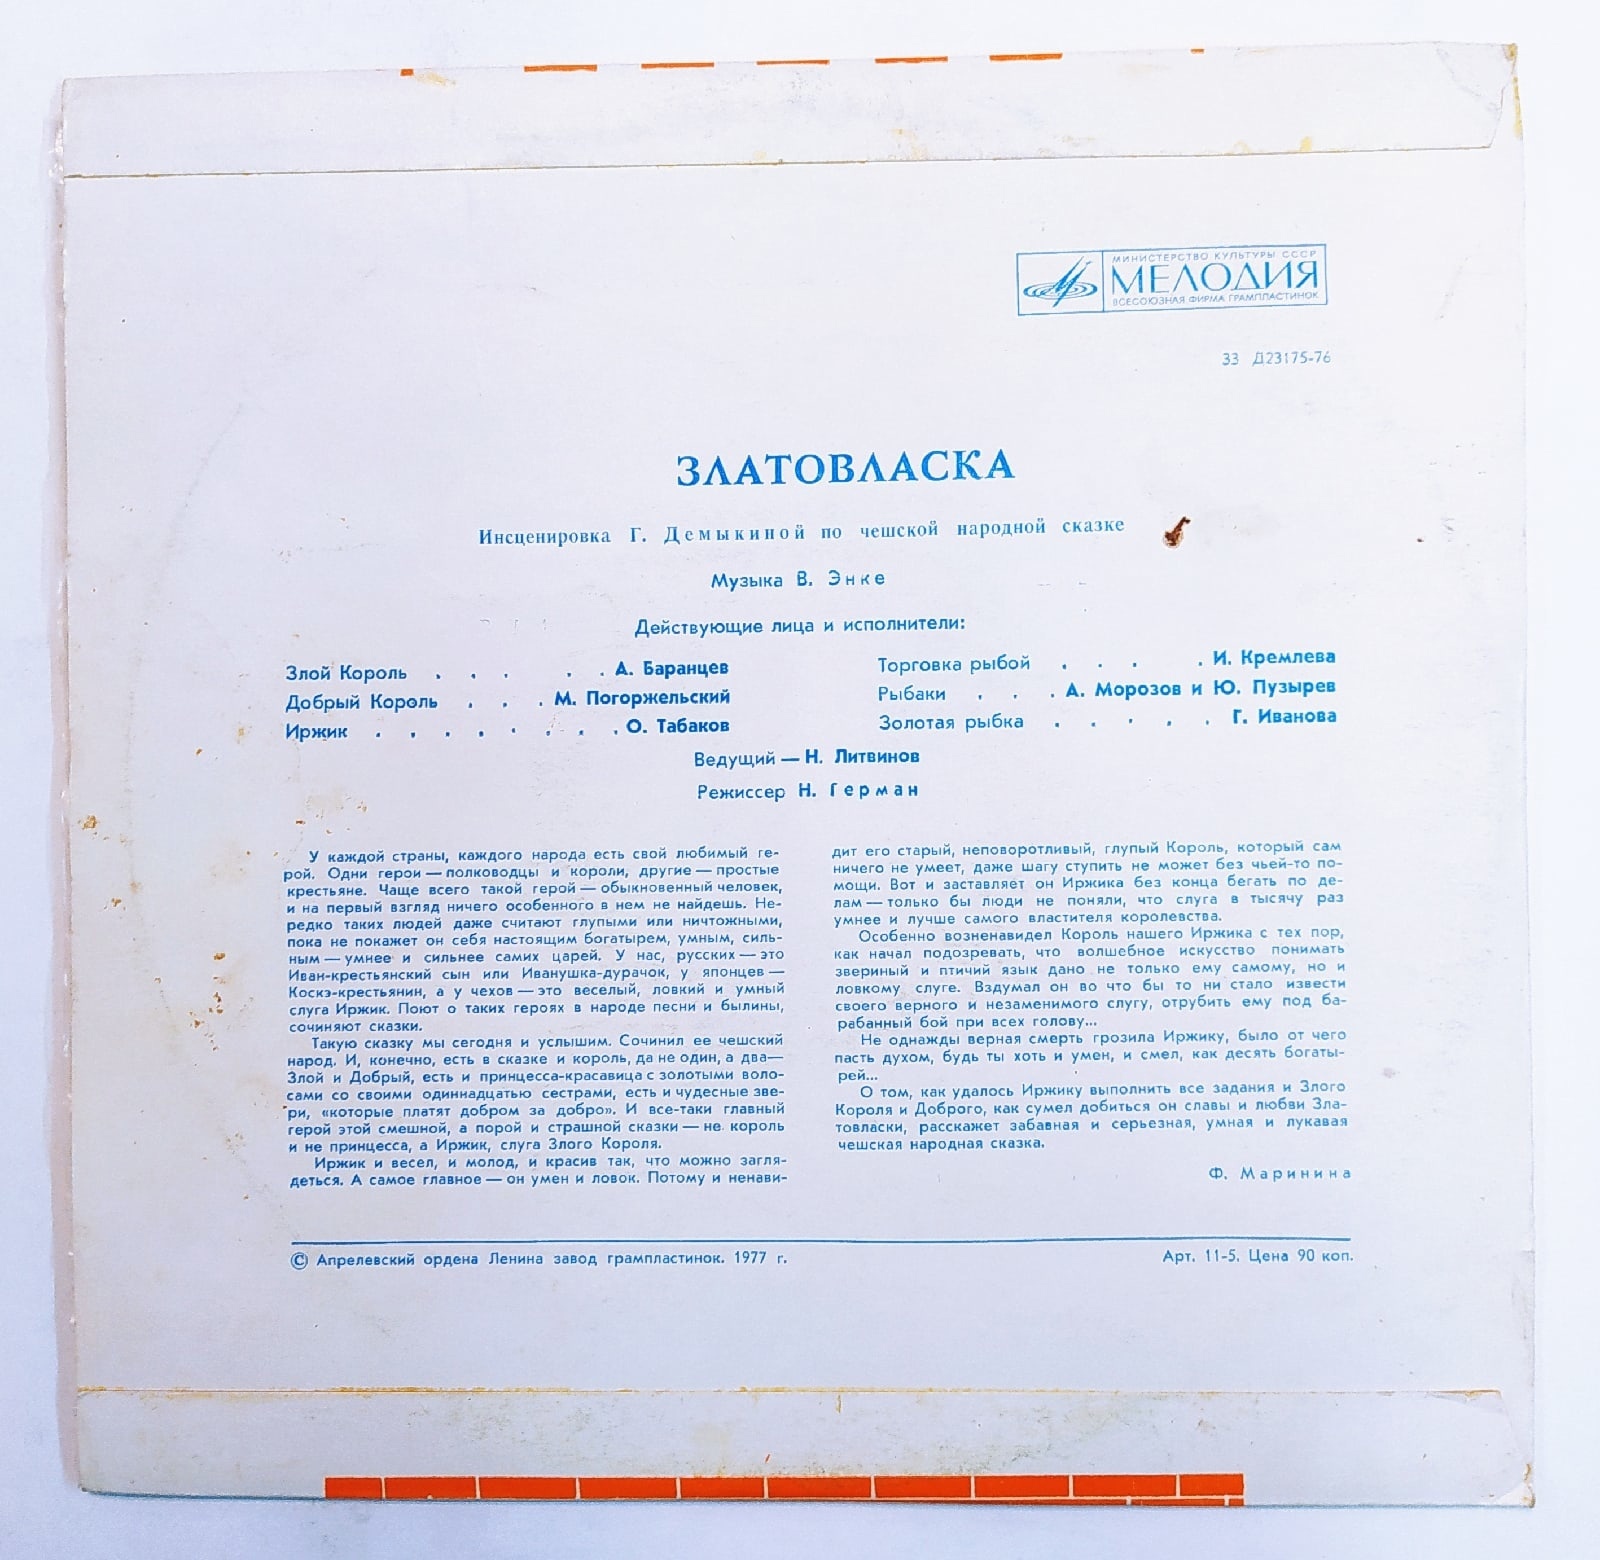 МИНИСТЕРСТВО КУЛЬТУРЫ СССР
МЕЛОДИЯ
ВСЕСОЮЗНАЯ ФИРМА ГРАМПЛАСТИНОК
33 Д23175-76
ЗЛАТОВЛАСКА
Инсценировка Г. Демыкиной по чешской народной сказке
Музыка В. Энке
Действующие лица и исполнители:
Злой Король . . . . . А. Баранцев
Добрый Король . . . М. Погоржельский
Иржик . . . . . . . . О. Табаков
Торговка рыбой . . . . И. Кремлева
Рыбаки . . . А. Морозов и Ю. Пузырев
Золотая рыбка . . . . . Г. Иванова
Ведущий — Н. Литвинов
Режиссер Н. Герман
У каждой страны, каждого народа есть свой любимый ге-
рой. Одни герои — полководцы и короли, другие — простые
крестьяне. Чаще всего такой герой — обыкновенный человек,
и на первый взгляд ничего особенного в нем не найдешь. Не-
редко таких людей даже считают глупыми или ничтожными,
пока не покажет он себя настоящим богатырем, умным, силь-
ным — умнее и сильнее самих царей. У нас, русских — это
Иван-крестьянский сын или Иванушка-дурачок, у японцев —
Коскэ-крестьянин, а у чехов — это веселый, ловкий и умный
слуга Иржик. Поют о таких героях в народе песни и былины,
сочиняют сказки.
Такую сказку мы сегодня и услышим. Сочинил ее чешский
народ. И, конечно, есть в сказке и король, да не один, а два—
Злой и Добрый, есть и принцесса-красавица с золотыми воло-
сами со своими одиннадцатью сестрами, есть и чудесные зве-
ри, «которые платят добром за добро». И все-таки главный
герой этой смешной, а порой и страшной сказки — не король
и не принцесса, а Иржик, слуга Злого Короля.
Иржик и весел, и молод, и красив так, что можно загля-
деться. А самое главное — он умен и ловок. Потому и ненави-
дит его старый, неповоротливый, глупый Король, который сам
ничего не умеет, даже шагу ступить не может без чьей-то по-
мощи. Вот и заставляет он Иржика без конца бегать по де-
лам — только бы люди не поняли, что слуга в тысячу раз
умнее и лучше самого властителя королевства.
Особенно возненавидел Король нашего Иржика с тех пор,
как начал подозревать, что волшебное искусство понимать
звериный и птичий язык дано не только ему самому, но и
ловкому слуге. Вздумал он во что бы то ни стало извести
своего верного и незаменимого слугу, отрубить ему под ба-
рабанный бой при всех голову...
Не однажды верная смерть грозила Иржику, было от чего
пасть духом, будь ты хоть и умен, и смел, как десять богаты-
рей...
О том, как удалось Иржику выполнить все задания и Злого
Короля и Доброго, как сумел добиться он славы и любви Зла-
товласки, расскажет забавная и серьезная, умная и лукавая
чешская народная сказка.
Ф. Маринина
© Апрелевский ордена Ленина завод грампластинок. 1977 г.
Арт. 11-5. Цена 90 коп.